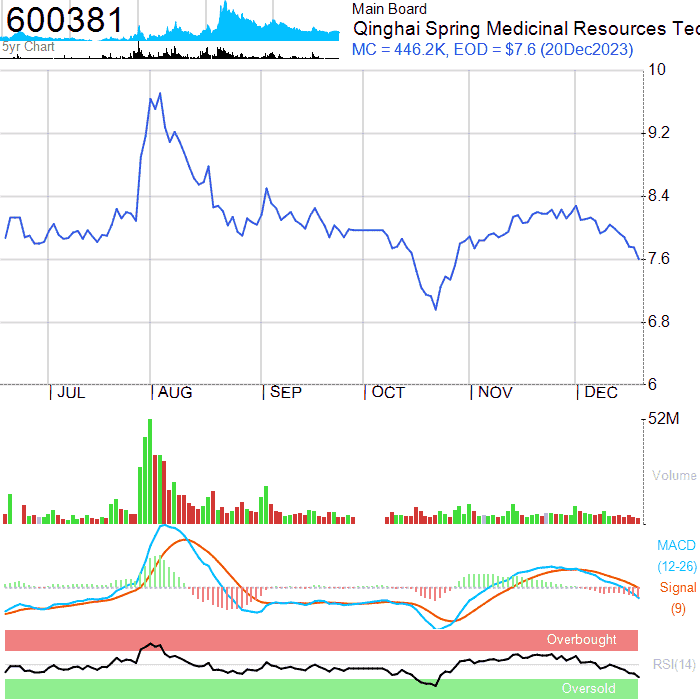 600381
5yr Chart
Main Board
Qinghai Spring Medicinal Resources Tec
MC = 446.2K, EOD = $7.6 (20Dec2023)
10
9.2
8.4
7.6
6.8
6
JUL AUG SEP OCT NOV DEC
52M
Volume
MACD
(12-26)
Signal
(9)
Overbought
RSI(14)
Oversold